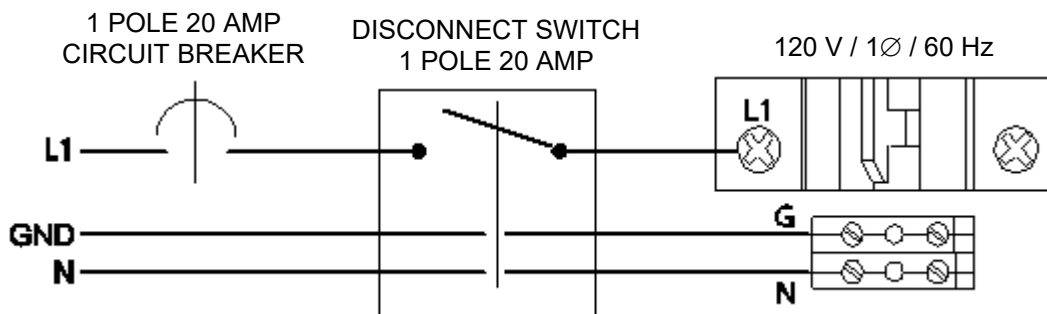 1 POLE 20 AMP
CIRCUIT BREAKER
DISCONNECT SWITCH
1 POLE 20 AMP
120 V / 1∅ / 60 Hz
L1
L1
GND
G
N
N